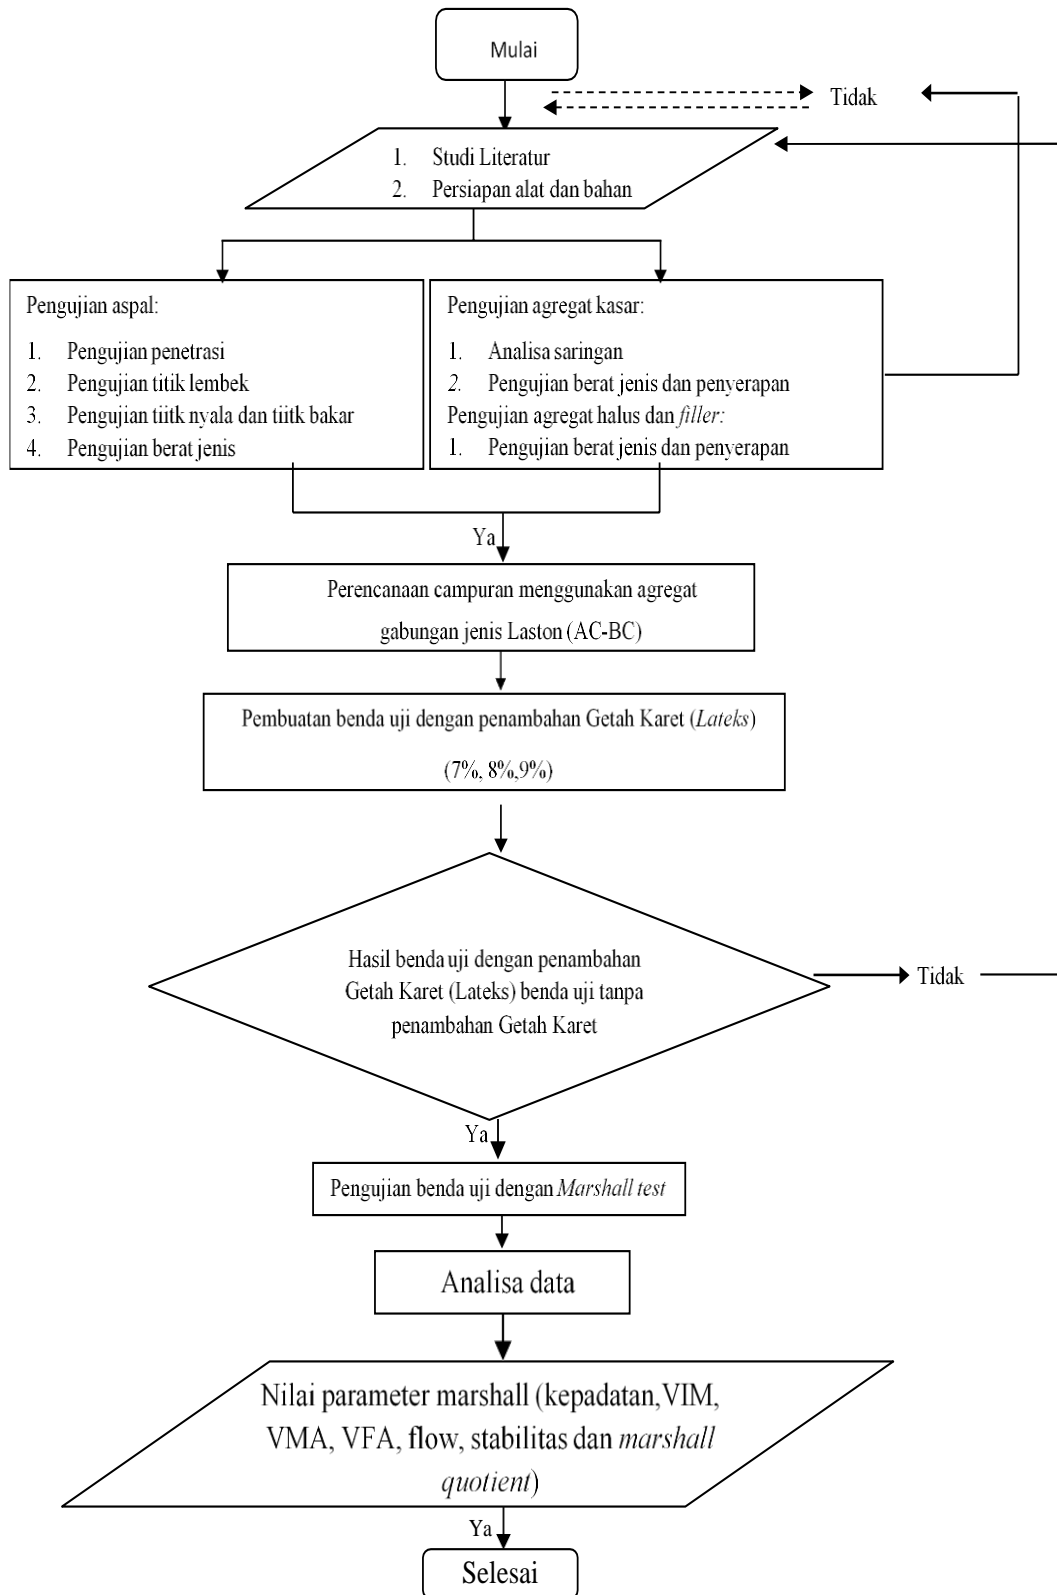 Mulai
Tidak
1. Studi Literatur
2. Persiapan alat dan bahan
Pengujian aspal:
1. Pengujian penetrasi
2. Pengujian titik lembek
3. Pengujian tiitk nyala dan tiitk bakar
4. Pengujian berat jenis
Pengujian agregat kasar:
1. Analisa saringan
2. Pengujian berat jenis dan penyerapan
Pengujian agregat halus dan filler:
1. Pengujian berat jenis dan penyerapan
Ya
Perencanaan campuran menggunakan agregat
gabungan jenis Laston (AC-BC)
Pembuatan benda uji dengan penambahan Getah Karet (Lateks)
(7%, 8%,9%)
Hasil benda uji dengan penambahan
Getah Karet (Lateks) benda uji tanpa
penambahan Getah Karet
Tidak
Ya
Pengujian benda uji dengan Marshall test
Analisa data
Nilai parameter marshall (kepadatan,VIM,
VMA, VFA, flow, stabilitas dan marshall
quotient)
Ya
Selesai